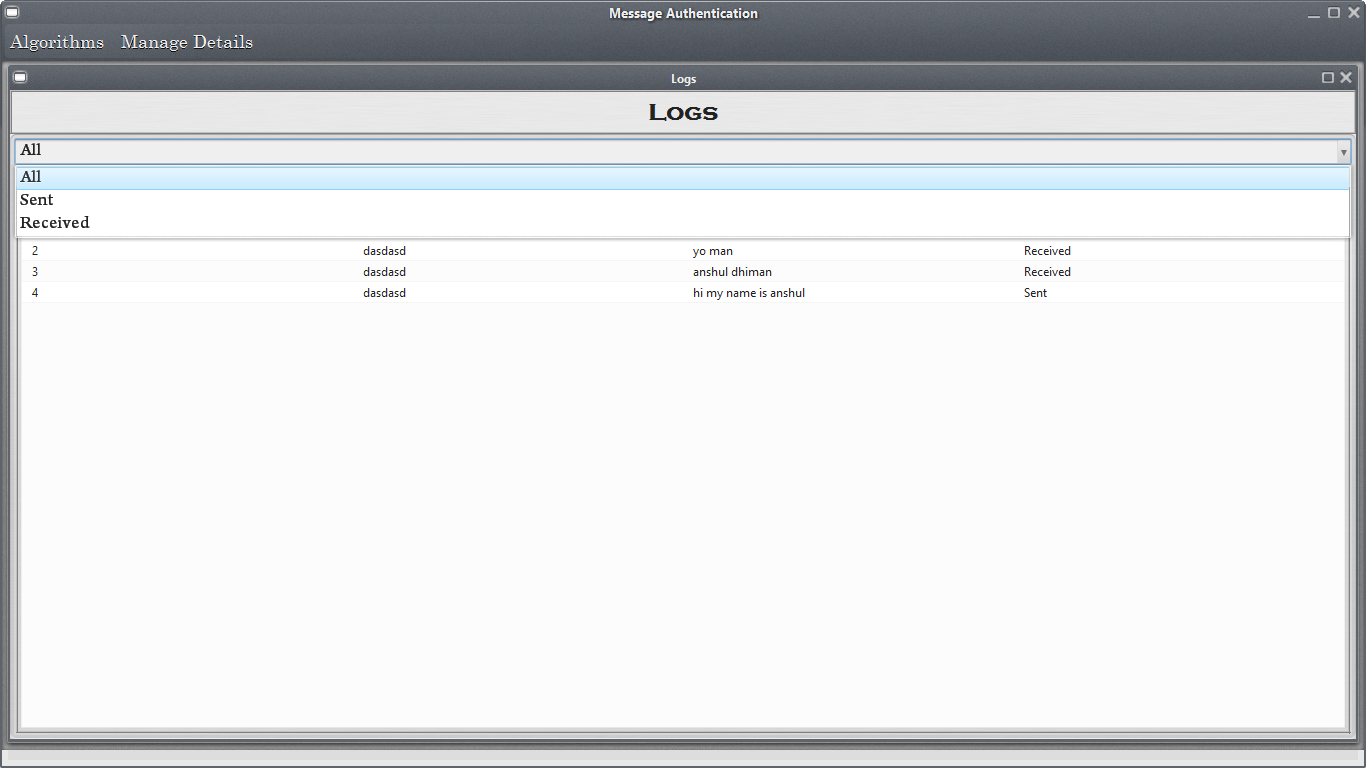 Message Authentication
Algorithms Manage Details
Logs
Logs
All
All
Sent
Received
2 dasdasd yo man Received
3 dasdasd anshul dhiman Received
4 dasdasd hi my name is anshul Sent